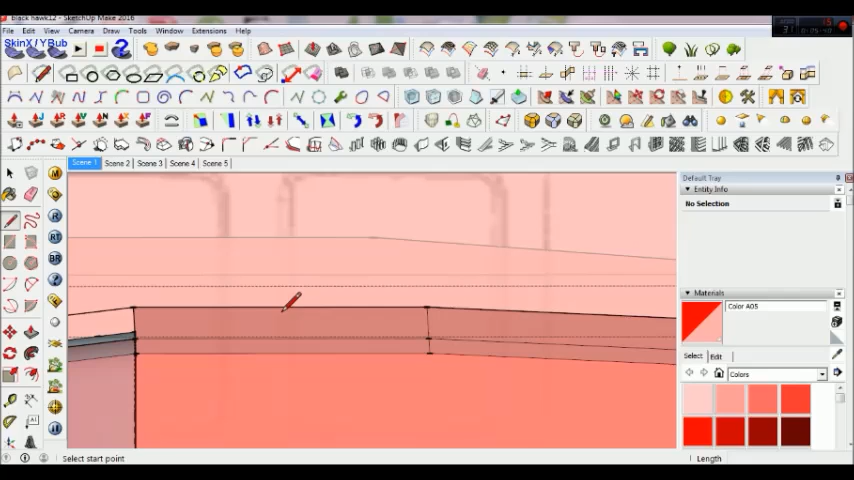 black hawk12 - SketchUp Make 2016
File Edit View Camera Draw Tools Window Extensions Help
SkinX / YBub
Scene 1 Scene 2 Scene 3 Scene 4 Scene 5
Default Tray
Entity Info
No Selection
Materials
Color A05
Select Edit
Colors
M
R
RT
BR
Select start point
Length